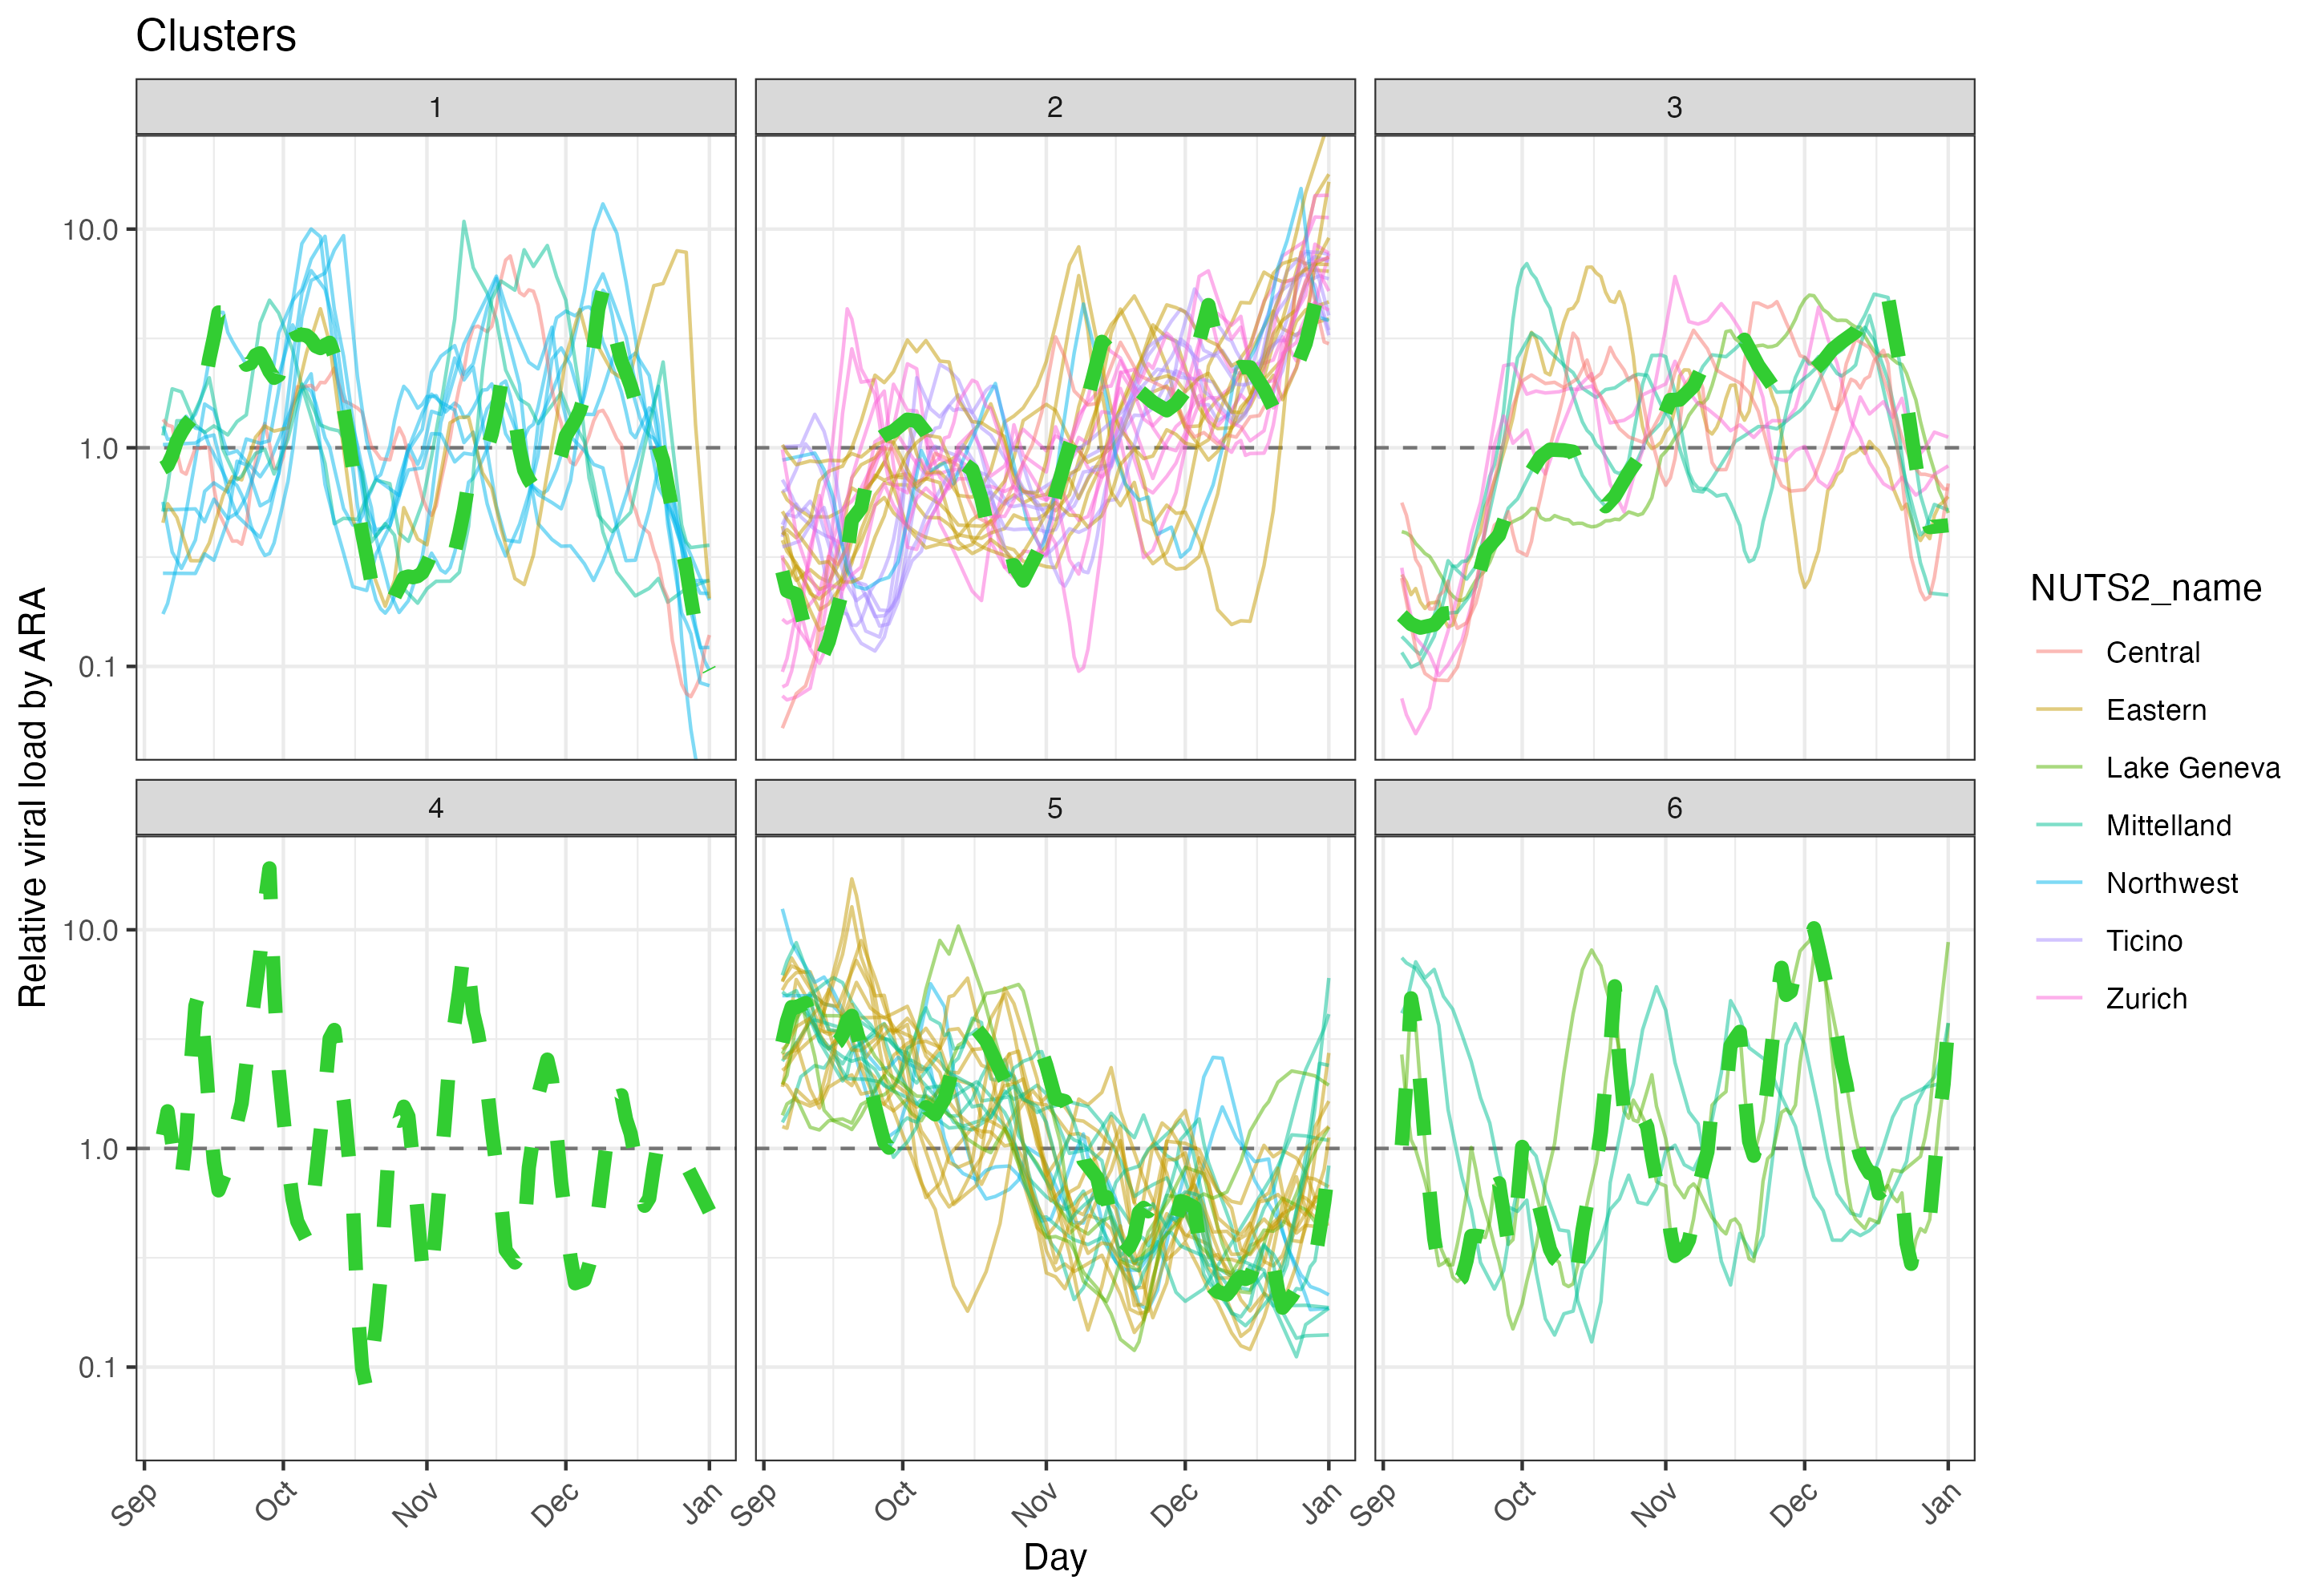 Clusters
1
2
3
10.0
1.0
0.1
4
5
6
10.0
1.0
0.1
Sep
Oct
Nov
Dec
Jan
Sep
Oct
Nov
Dec
Jan
Sep
Oct
Nov
Dec
Jan
Day
Relative viral load by ARA
NUTS2_name
Central
Eastern
Lake Geneva
Mittelland
Northwest
Ticino
Zurich